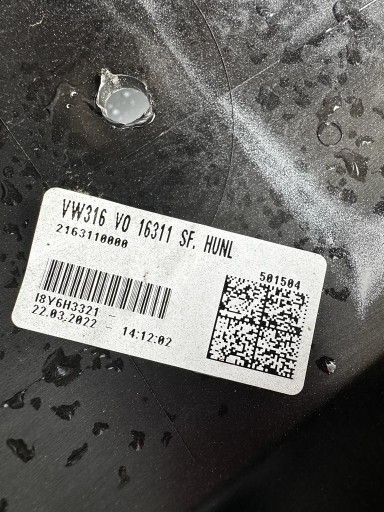 VW316 VO 16311 SF. HUNL
2163110000
501504
I8Y6H3321
22.03.2022 - 14:12:02